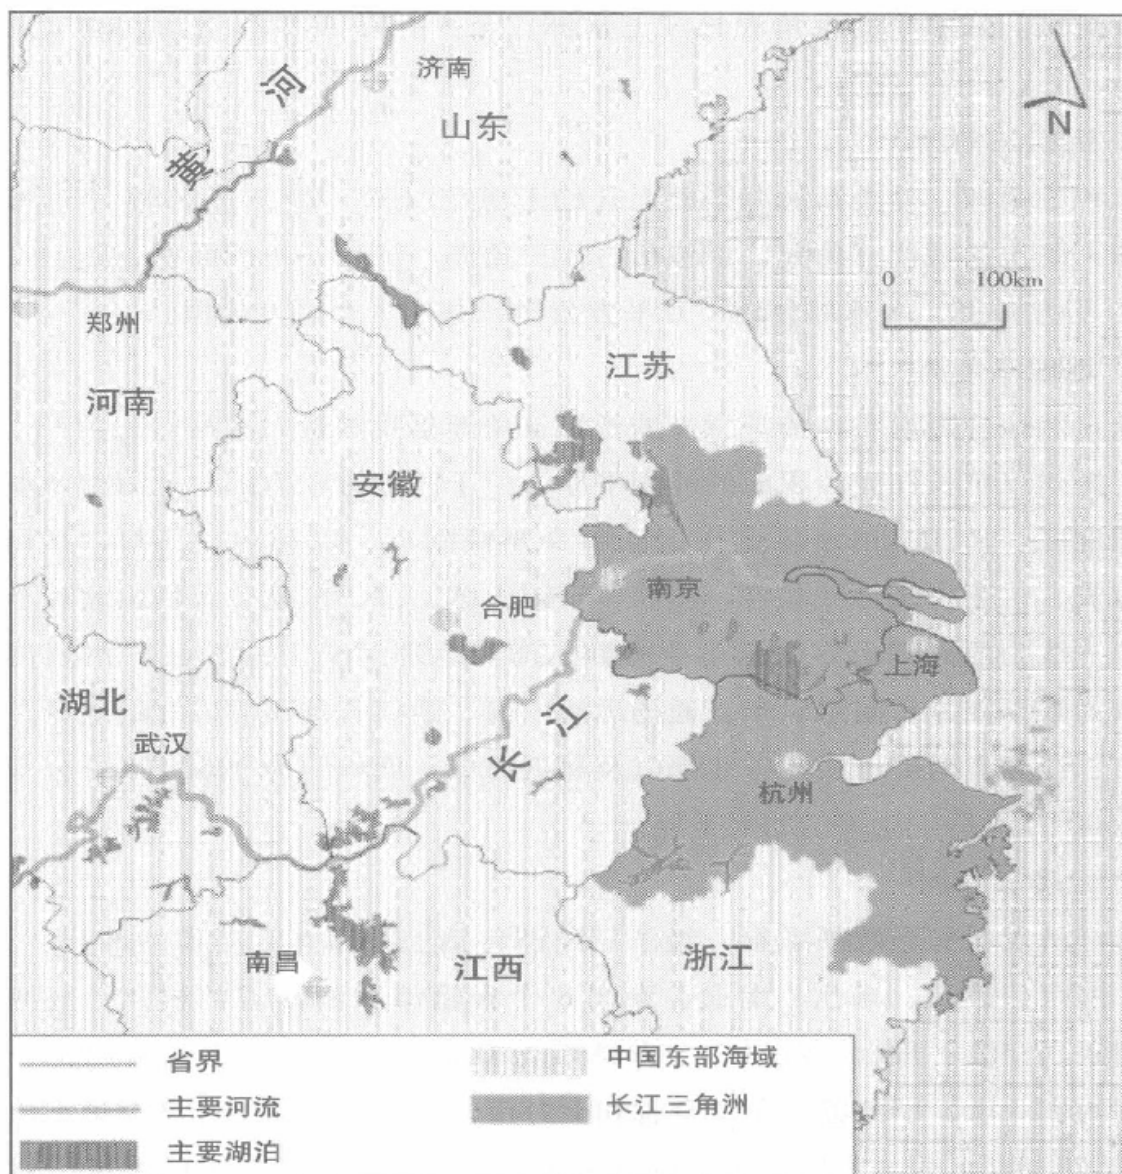 济南
河
山东
N
黄
0 100km
郑州
江苏
河南
安徽
南京
合肥
上海
湖北
江
武汉
长
杭州
浙江
南昌
江西
省界
中国东部海域
主要河流
长江三角洲
主要湖泊